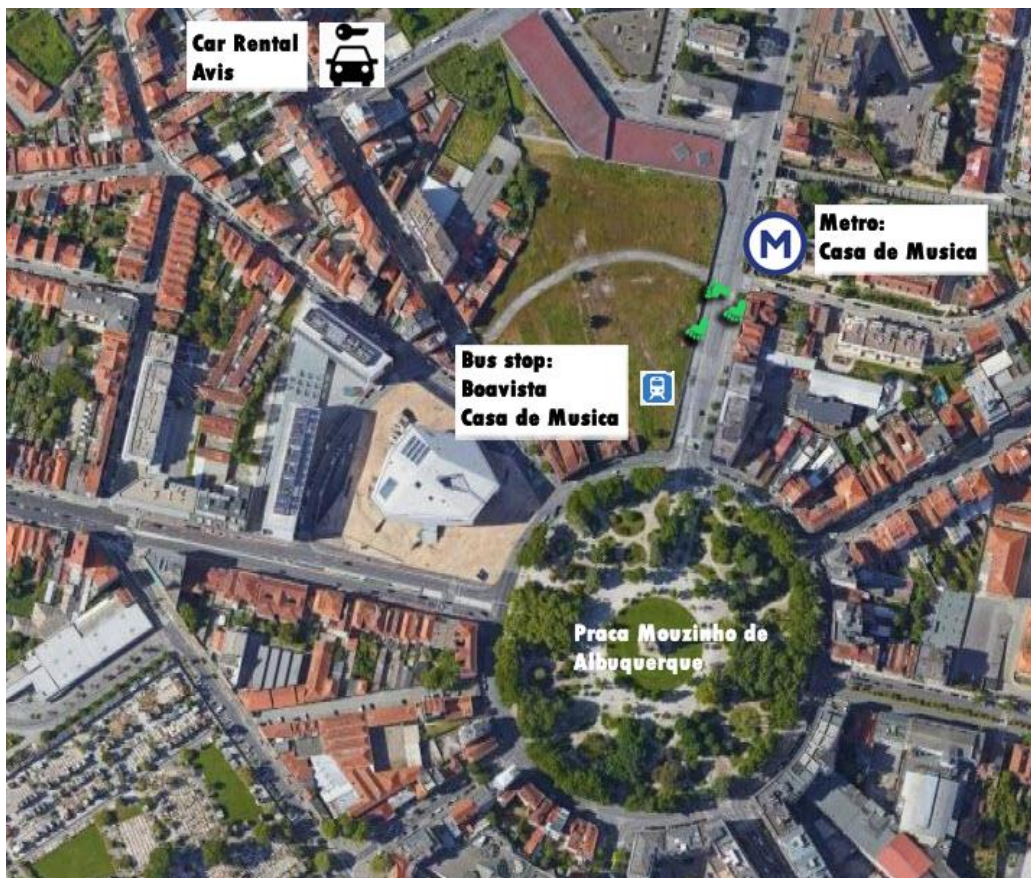 Car Rental
Avis
M
Metro:
Casa de Musica
Bus stop:
Boavista
Casa de Musica
Praca Mouzinho de
Albuquerque